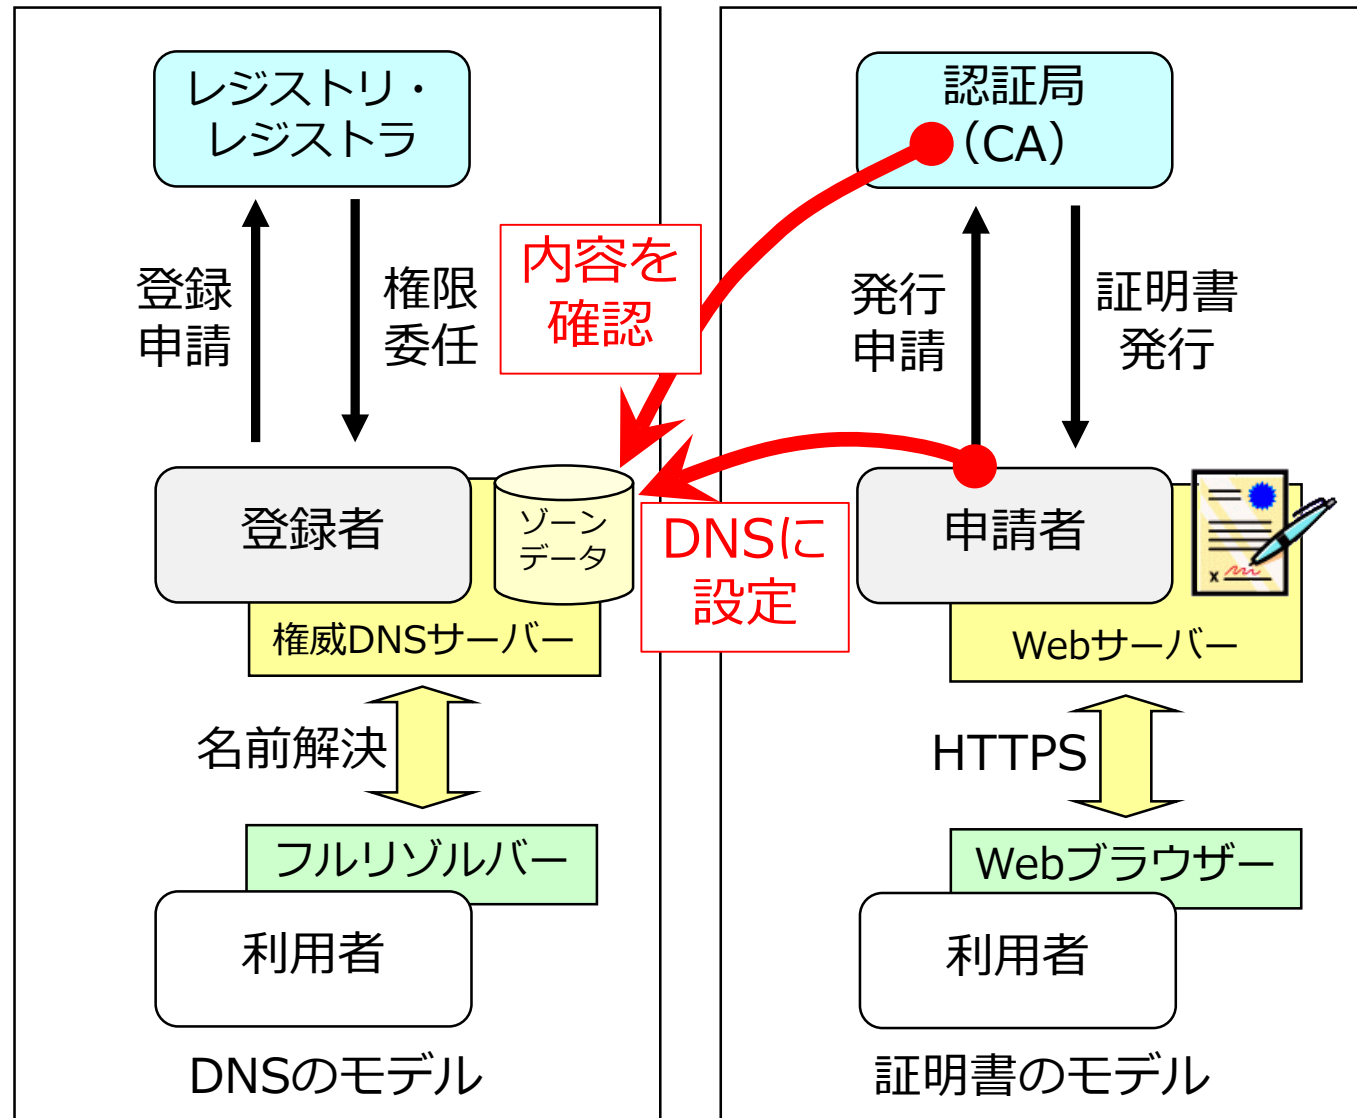 レジストリ・
レジストラ
登録
申請
権限
委任
内容を
確認
登録者
ゾーン
データ
権威DNSサーバー
名前解決
フルリゾルバー
利用者
DNSのモデル
認証局
（CA）
発行
申請
証明書
発行
DNSに
設定
申請者
x
Webサーバー
HTTPS
Webブラウザー
利用者
証明書のモデル